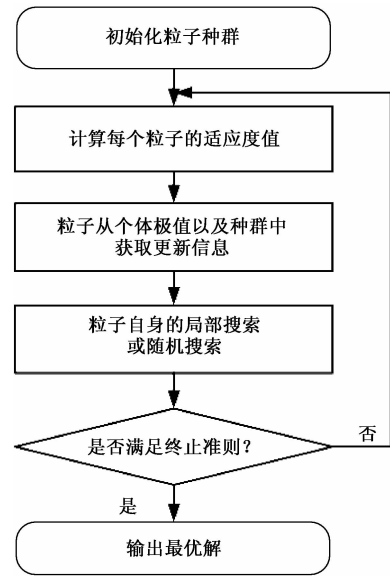 初始化粒子种群
计算每个粒子的适应度值
粒子从个体极值以及种群中
获取更新信息
粒子自身的局部搜索
或随机搜索
是否满足终止准则？
否
是
输出最优解